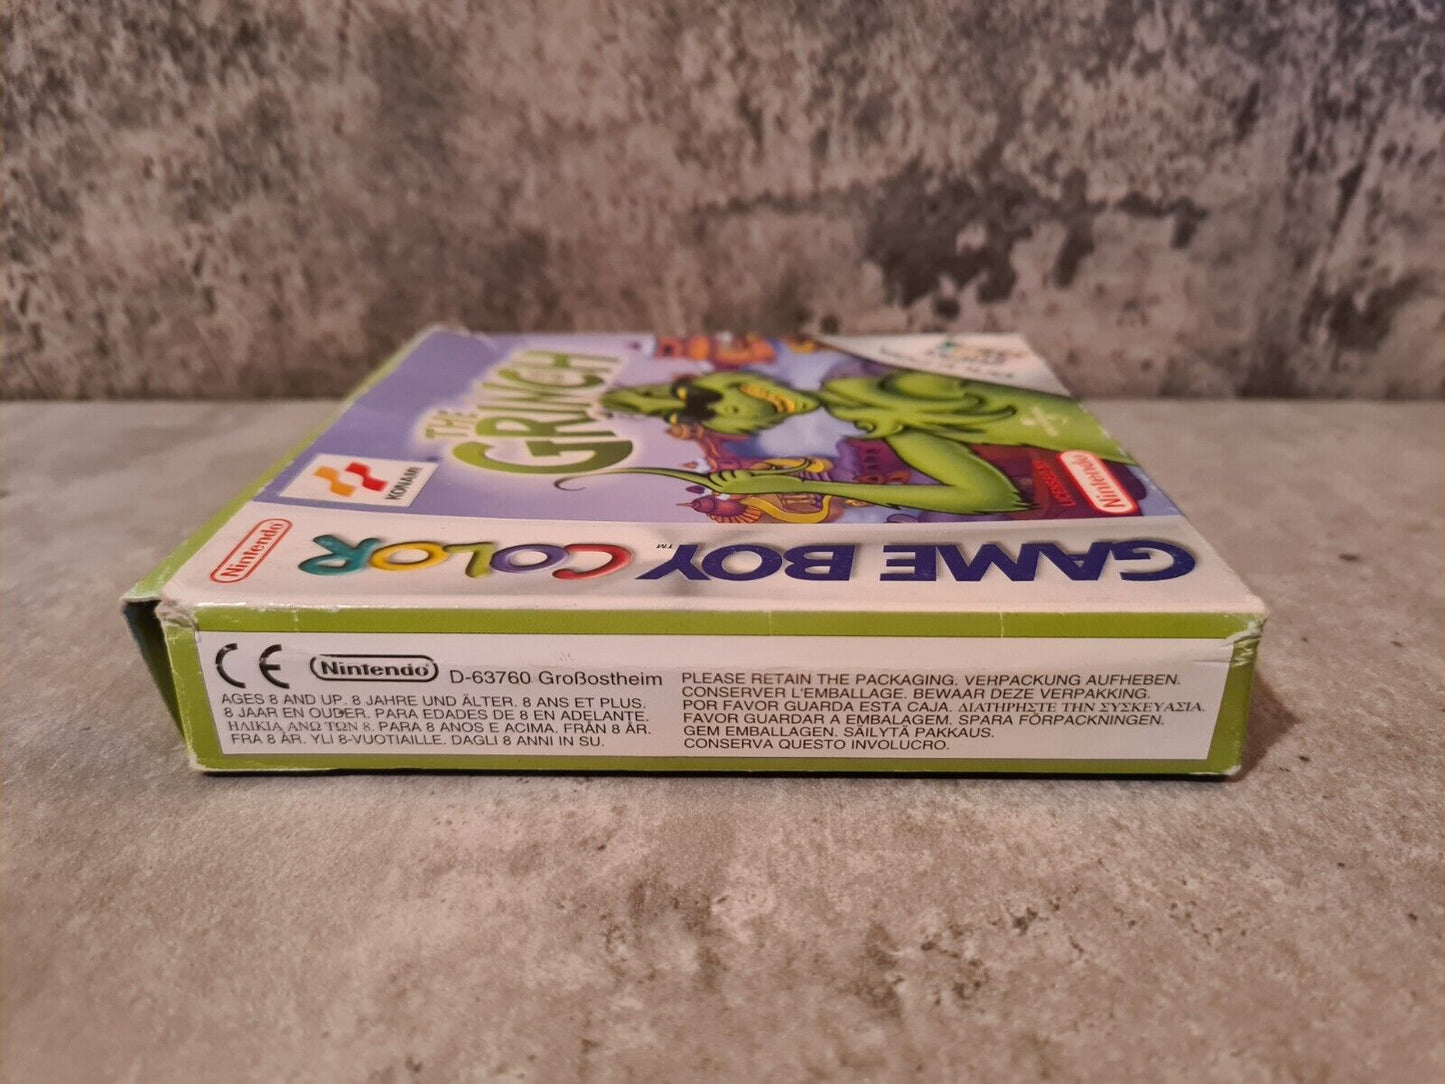 THE
GRINCH
KONAMI
Nintendo
LICENSED BY
Nintendo
GAME BOY COLOR™
CE Nintendo D-63760 Großostheim
AGES 8 AND UP. 8 JAHRE UND ÄLTER. 8 ANS ET PLUS.
8 JAAR EN OUDER. PARA EDADES DE 8 EN ADELANTE.
ΗΛΙΚΙΑ ΑΝΩ ΤΩΝ 8. PARA 8 ANOS E ACIMA. FRÅN 8 ÅR.
FRA 8 ÅR. YLI 8-VUOTIAILLE. DAGLI 8 ANNI IN SU.
PLEASE RETAIN THE PACKAGING. VERPACKUNG AUFHEBEN.
CONSERVER L'EMBALLAGE. BEWAAR DEZE VERPAKKING.
POR FAVOR GUARDA ESTA CAJA. ΔΙΑΤΗΡΗΣΤΕ ΤΗΝ ΣΥΣΚΕΥΑΣΙΑ.
FAVOR GUARDAR A EMBALAGEM. SPARA FÖRPACKNINGEN.
GEM EMBALLAGEN. SÄILYTÄ PAKKAUS.
CONSERVA QUESTO INVOLUCRO.